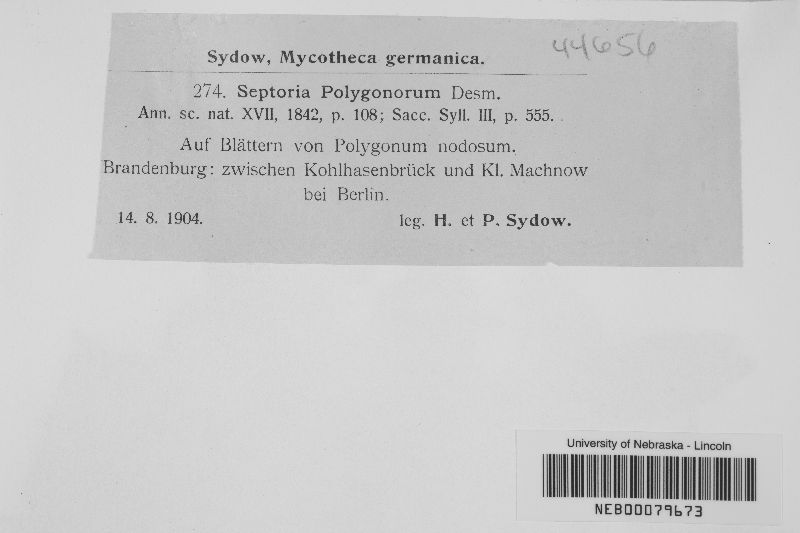 Sydow, Mycotheca germanica.
44656
274. Septoria Polygonorum Desm.
Ann. sc. nat. XVII, 1842, p. 108; Sacc. Syll. III, p. 555.
Auf Blättern von Polygonum nodosum.
Brandenburg: zwischen Kohlhasenbrück und Kl. Machnow
bei Berlin.
14. 8. 1904. leg. H. et P. Sydow.
University of Nebraska - Lincoln
NEB00079673